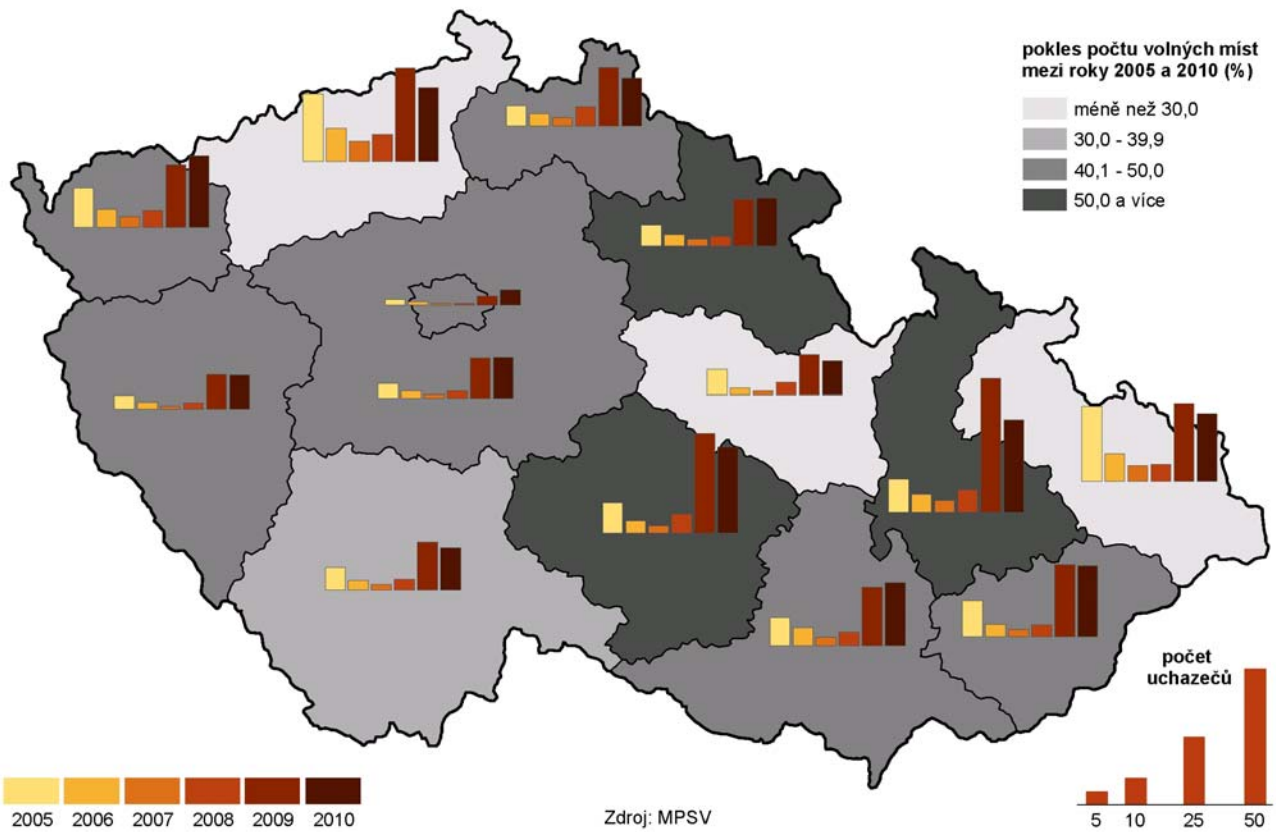 pokles počtu volných míst
mezi roky 2005 a 2010 (%)
méně než 30,0
30,0 - 39,9
40,1 - 50,0
50,0 a více
počet
uchazečů
5 10 25 50
2005 2006 2007 2008 2009 2010
Zdroj: MPSV